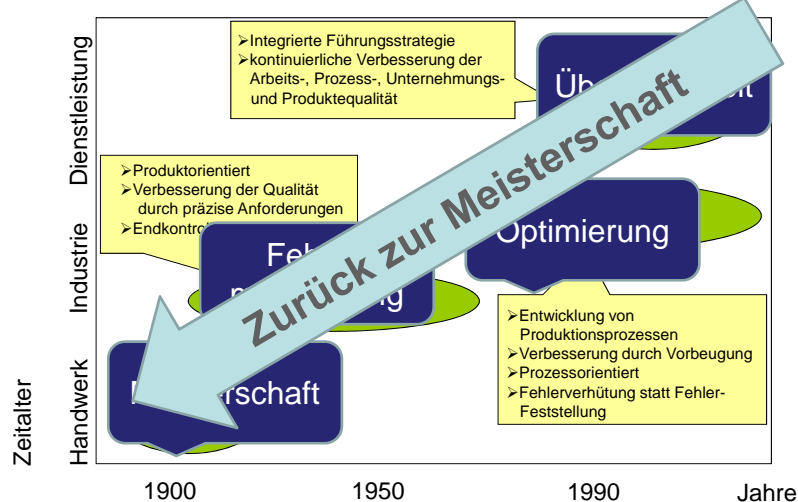 Integrierte Führungsstrategie
kontinuierliche Verbesserung der
Arbeits-, Prozess-, Unternehmungs-
und Produktequalität
Dienstleistung
Zurück zur Meisterschaft
Produktorientiert
Verbesserung der Qualität
durch präzise Anforderungen
Optimierung
Industrie
Entwicklung von
Produktionsprozessen
Verbesserung durch Vorbeugung
Prozessorientiert
Fehlerverhütung statt Fehler-
Feststellung
Handwerk
Zeitalter
1900 1950 1990 Jahre